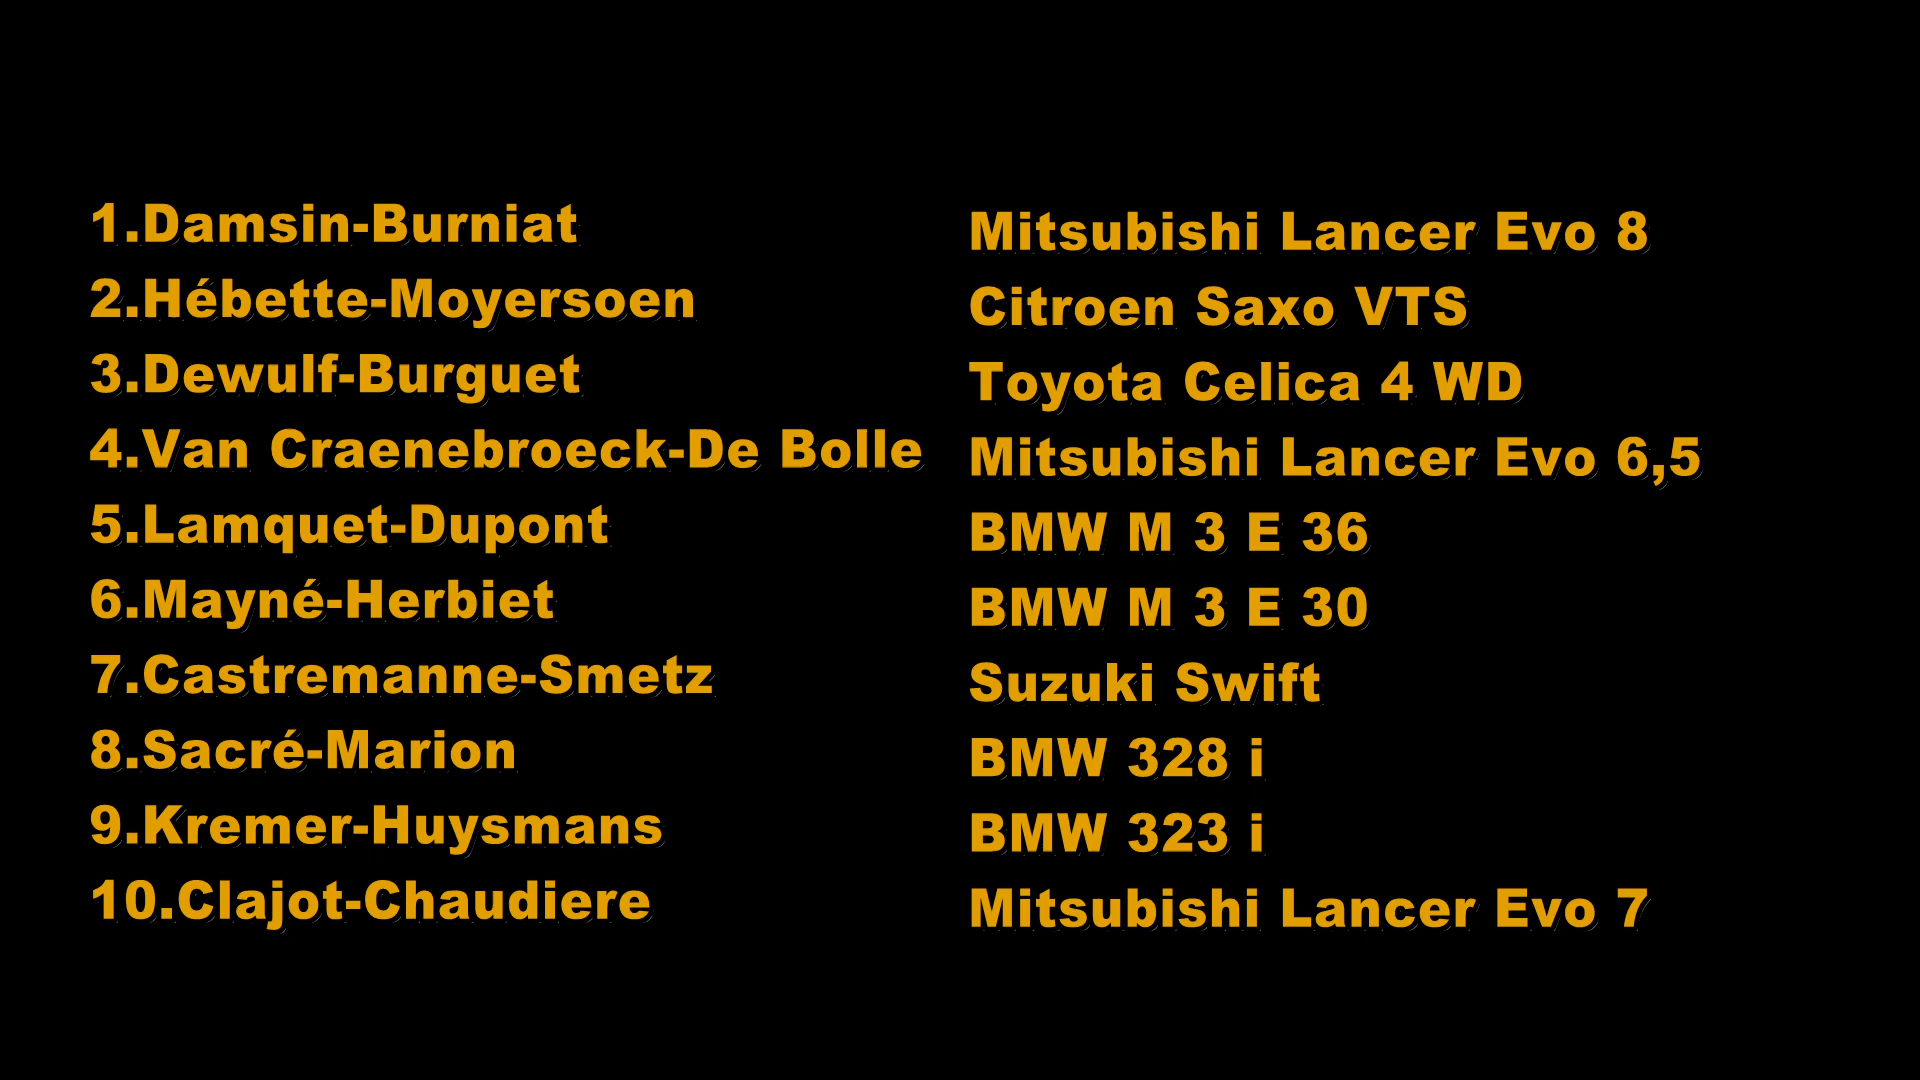 1.Damsin-Burniat Mitsubishi Lancer Evo 8
2.Hébette-Moyersoen Citroen Saxo VTS
3.Dewulf-Burguet Toyota Celica 4 WD
4.Van Craenebroeck-De Bolle Mitsubishi Lancer Evo 6,5
5.Lamquet-Dupont BMW M 3 E 36
6.Mayné-Herbiet BMW M 3 E 30
7.Castremanne-Smetz Suzuki Swift
8.Sacré-Marion BMW 328 i
9.Kremer-Huysmans BMW 323 i
10.Clajot-Chaudiere Mitsubishi Lancer Evo 7